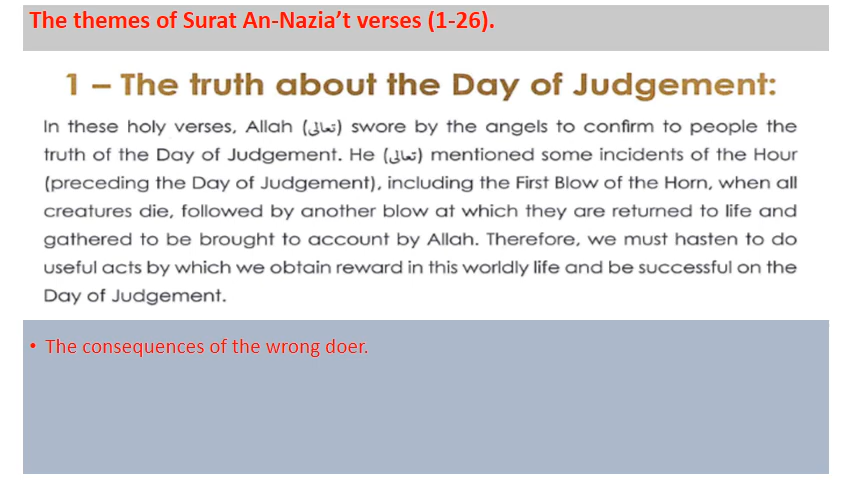 The themes of Surat An-Nazia’t verses (1-26).
1 – The truth about the Day of Judgement:
In these holy verses, Allah (تعالى) swore by the angels to confirm to people the
truth of the Day of Judgement. He (تعالى) mentioned some incidents of the Hour
(preceding the Day of Judgement), including the First Blow of the Horn, when all
creatures die, followed by another blow at which they are returned to life and
gathered to be brought to account by Allah. Therefore, we must hasten to do
useful acts by which we obtain reward in this worldly life and be successful on the
Day of Judgement.
• The consequences of the wrong doer.